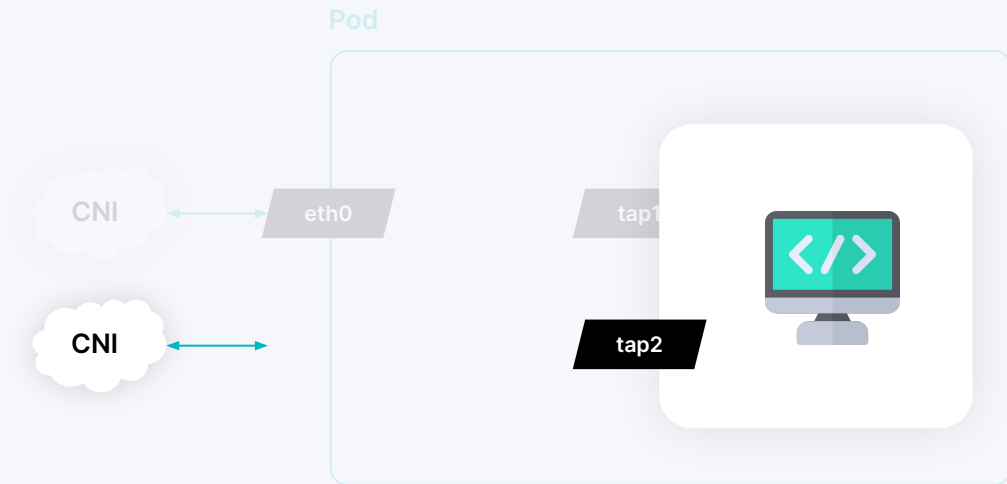 Pod
CNI
eth0
tap1
CNI
tap2
</>